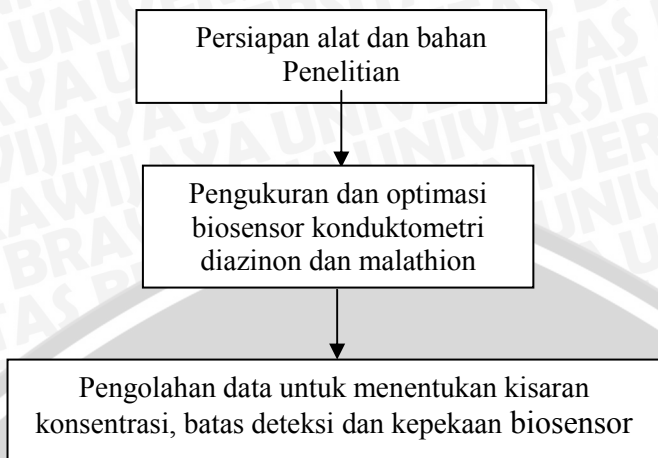 Persiapan alat dan bahan
Penelitian
Pengukuran dan optimasi
biosensor konduktometri
diazinon dan malathion
Pengolahan data untuk menentukan kisaran
konsentrasi, batas deteksi dan kepekaan biosensor